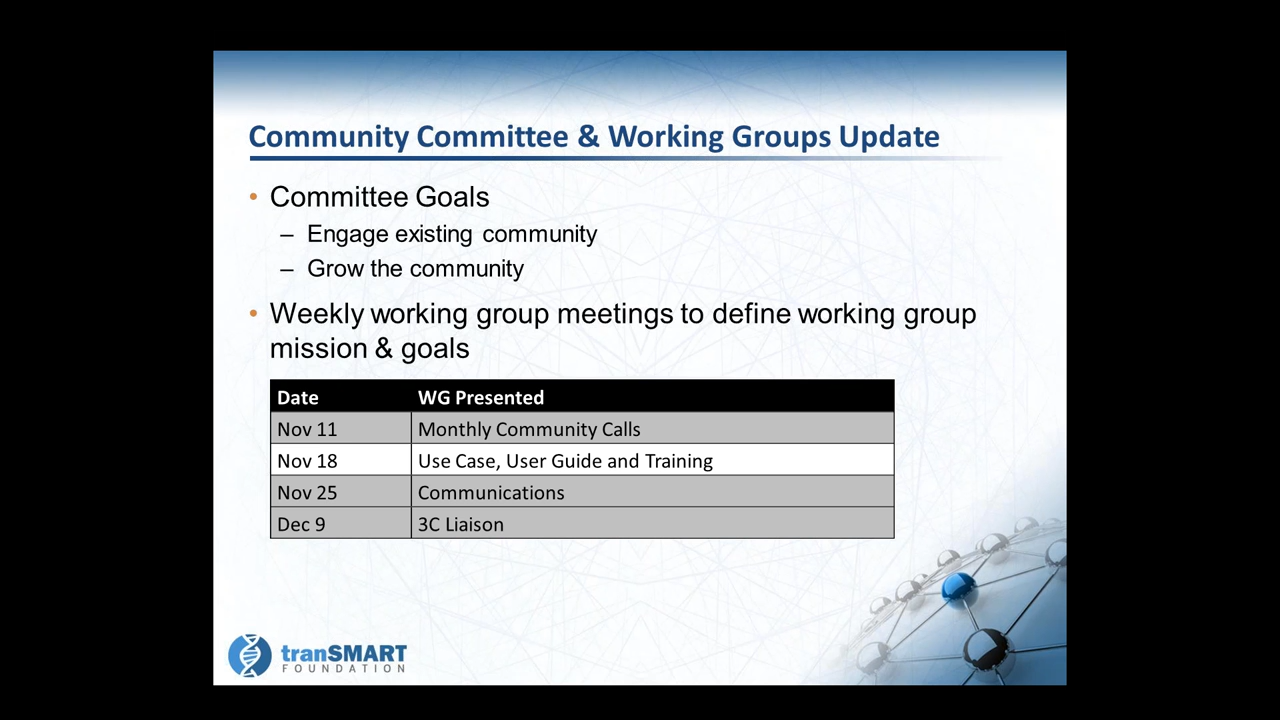 Community Committee & Working Groups Update
• Committee Goals
– Engage existing community
– Grow the community
• Weekly working group meetings to define working group
mission & goals
Date WG Presented
Nov 11 Monthly Community Calls
Nov 18 Use Case, User Guide and Training
Nov 25 Communications
Dec 9 3C Liaison
tranSMART
FOUNDATION